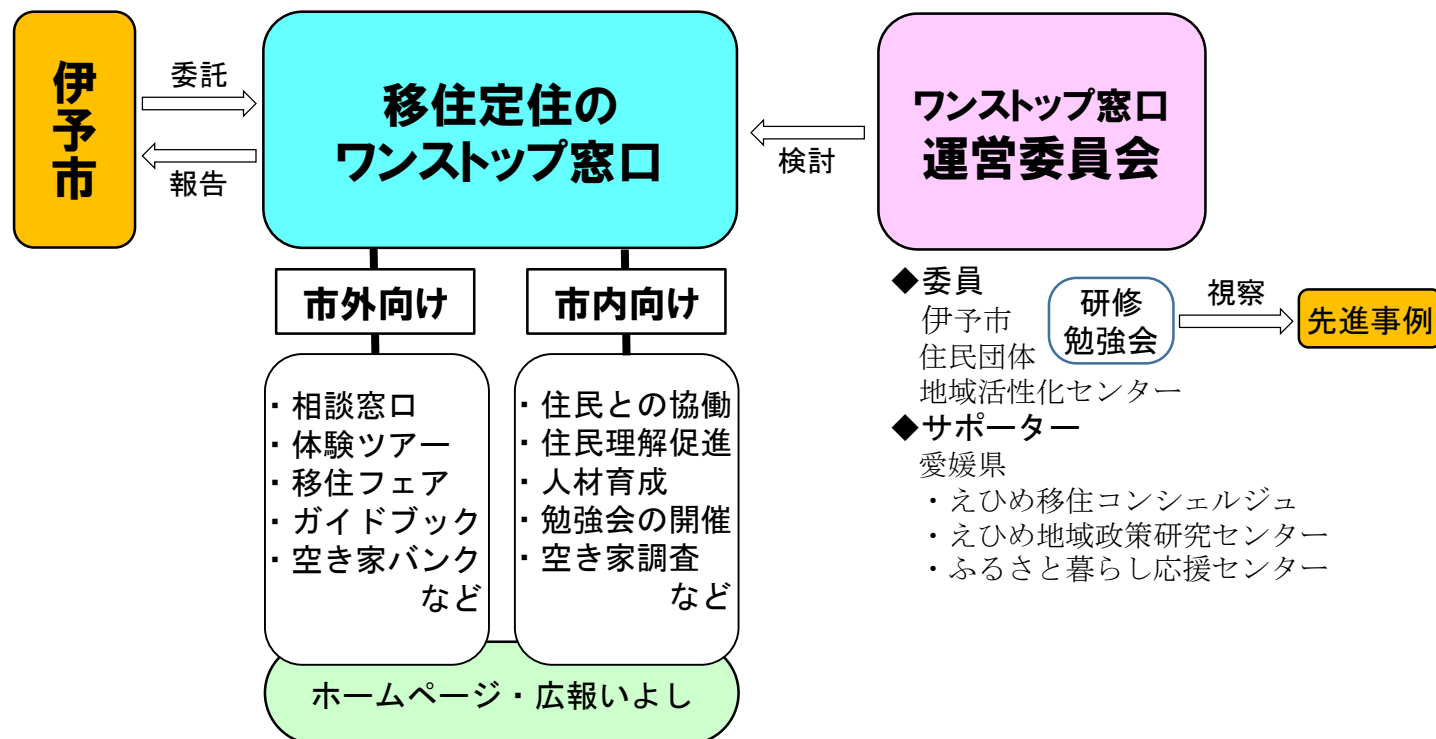 伊予市
委託
報告
移住定住の
ワンストップ窓口
検討
ワンストップ窓口
運営委員会
市外向け
・相談窓口
・体験ツアー
・移住フェア
・ガイドブック
・空き家バンク
など
市内向け
・住民との協働
・住民理解促進
・人材育成
・勉強会の開催
・空き家調査
など
ホームページ・広報いよし
◆委員
伊予市
住民団体
地域活性化センター
研修
勉強会
視察
先進事例
◆サポーター
愛媛県
・えひめ移住コンシェルジュ
・えひめ地域政策研究センター
・ふるさと暮らし応援センター